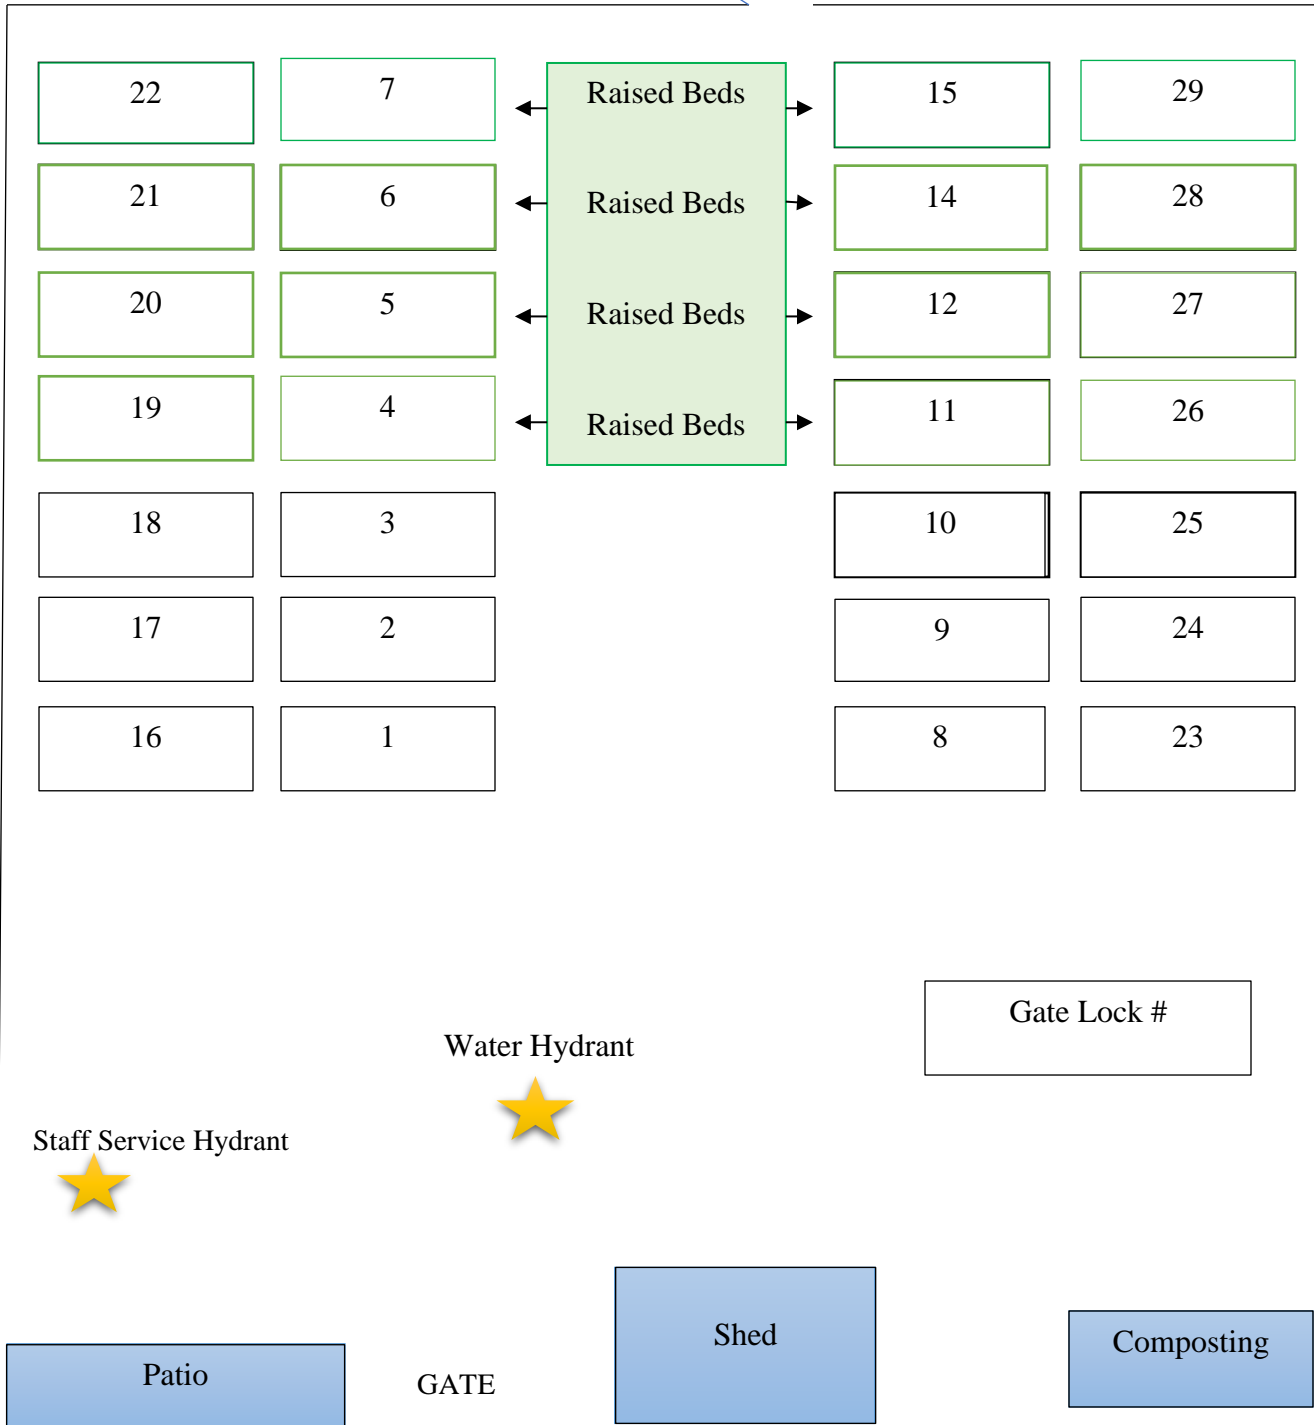 22 7 Raised Beds 15 29
21 6 Raised Beds 14 28
20 5 Raised Beds 12 27
19 4 Raised Beds 11 26
18 3 10 25
17 2 9 24
16 1 8 23
Gate Lock #
Water Hydrant
Staff Service Hydrant
Shed
Composting
Patio
GATE